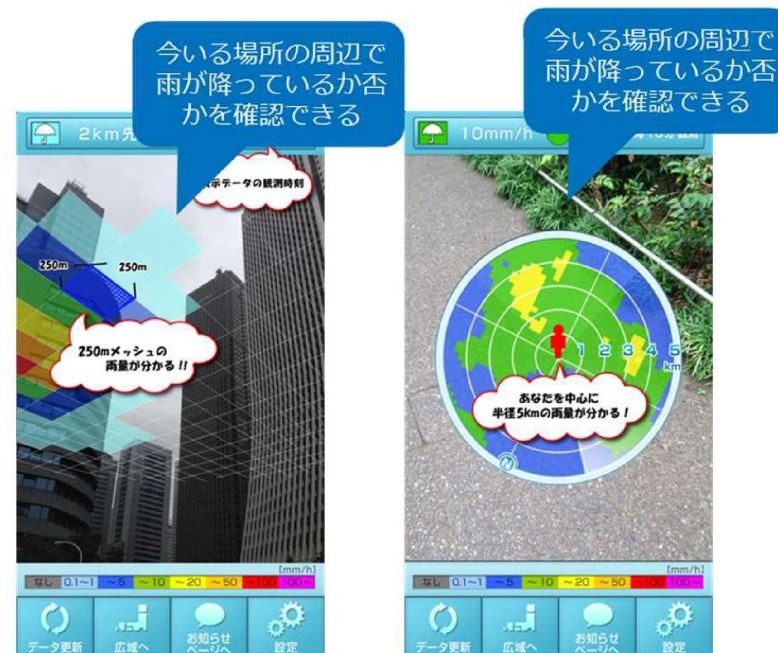 今いる場所の周辺で
雨が降っているか否
かを確認できる
2km先
示データの観測時刻
250m
250m
250mメッシュの
雨量が分かる!!
[mm/h]
なし 0.1~1 ~5 ~10 ~20 ~50 ~100 100~
データ更新
広域へ
お知らせ
ページへ
設定
今いる場所の周辺で
雨が降っているか否
かを確認できる
10mm/h
1 2 3 4 5
km
あなたを中心に
半径5kmの雨量が分かる!
N
[mm/h]
なし 0.1~1 ~5 ~10 ~20 ~50 ~100 100~
データ更新
広域へ
お知らせ
ページへ
設定